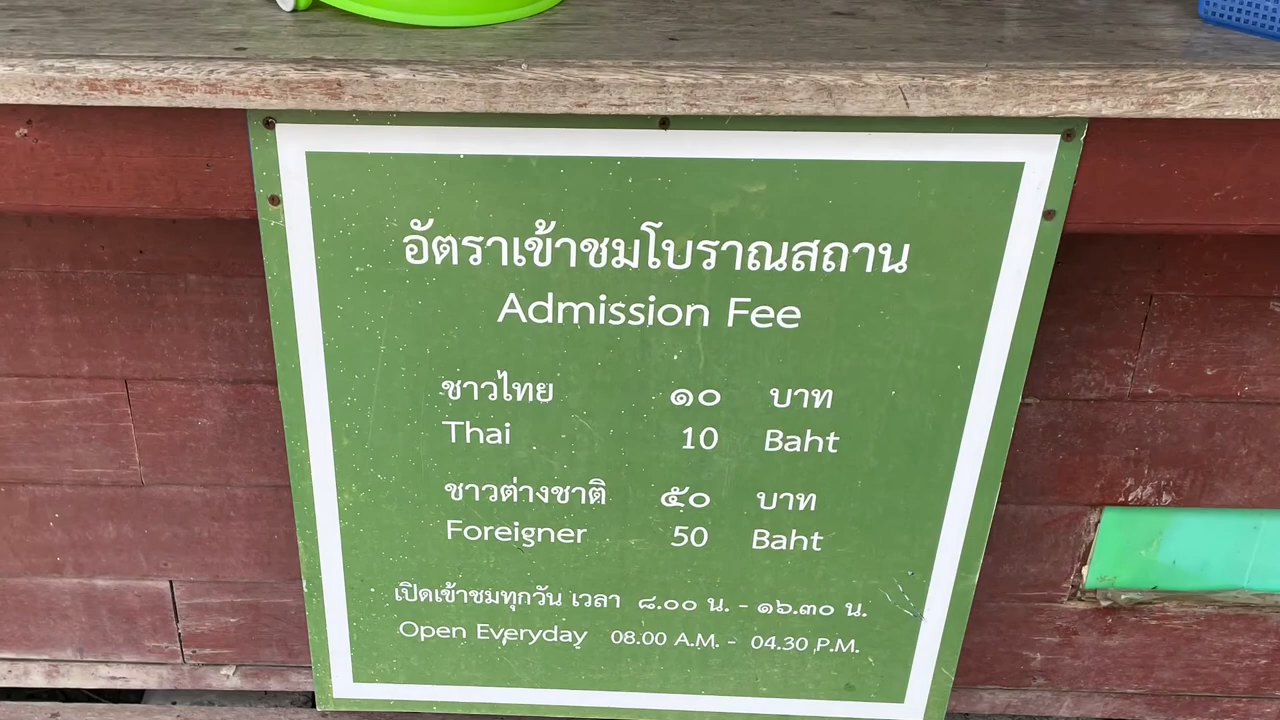 อัตราเข้าชมโบราณสถาน
Admission Fee
ชาวไทย ๑๐ บาท
Thai 10 Baht
ชาวต่างชาติ ๕๐ บาท
Foreigner 50 Baht
เปิดเข้าชมทุกวัน เวลา ๘.๐๐ น. - ๑๖.๓๐ น.
Open Everyday 08.00 A.M. - 04.30 P.M.